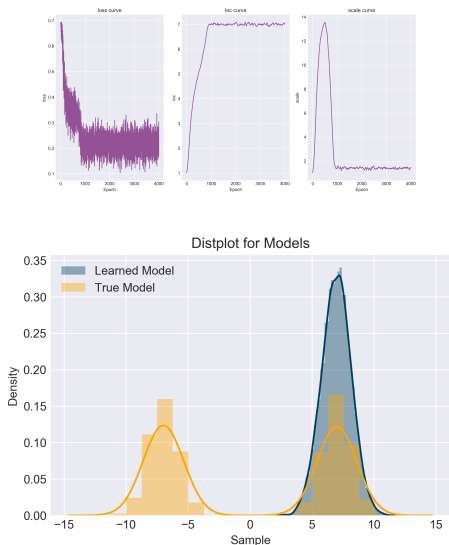 loss curve
loc curve
scale curve
0.7
0.6
0.5
0.4
0.3
0.2
0.1
loss
0 1000 2000 3000 4000
Epoch
7
6
5
4
3
2
1
loc
0 1000 2000 3000 4000
Epoch
14
12
10
8
6
4
2
scale
0 1000 2000 3000 4000
Epoch
Distplot for Models
Learned Model
True Model
0.35
0.30
0.25
0.20
0.15
0.10
0.05
0.00
Density
−15 −10 −5 0 5 10 15
Sample